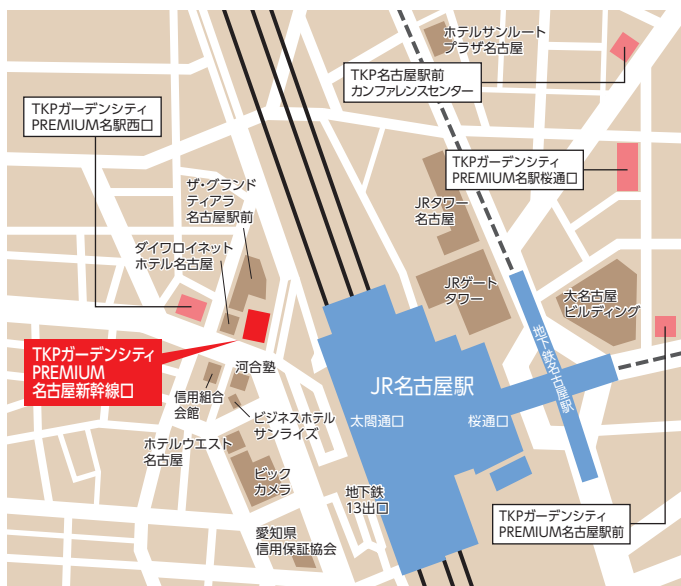 ホテルサンルート
プラザ名古屋
TKP名古屋駅前
カンファレンスセンター
TKPガーデンシティ
PREMIUM名駅西口
TKPガーデンシティ
PREMIUM名駅桜通口
ザ・グランド
ティアラ
名古屋駅前
JRタワー
名古屋
ダイワロイネット
ホテル名古屋
JRゲート
タワー
大名古屋
ビルディング
地下鉄名古屋駅
TKPガーデンシティ
PREMIUM
名古屋新幹線口
河合塾
信用組合
会館
JR名古屋駅
太閤通口
桜通口
ビジネスホテル
サンライズ
ホテルウエスト
名古屋
ビック
カメラ
地下鉄
13出口
TKPガーデンシティ
PREMIUM名古屋駅前
愛知県
信用保証協会